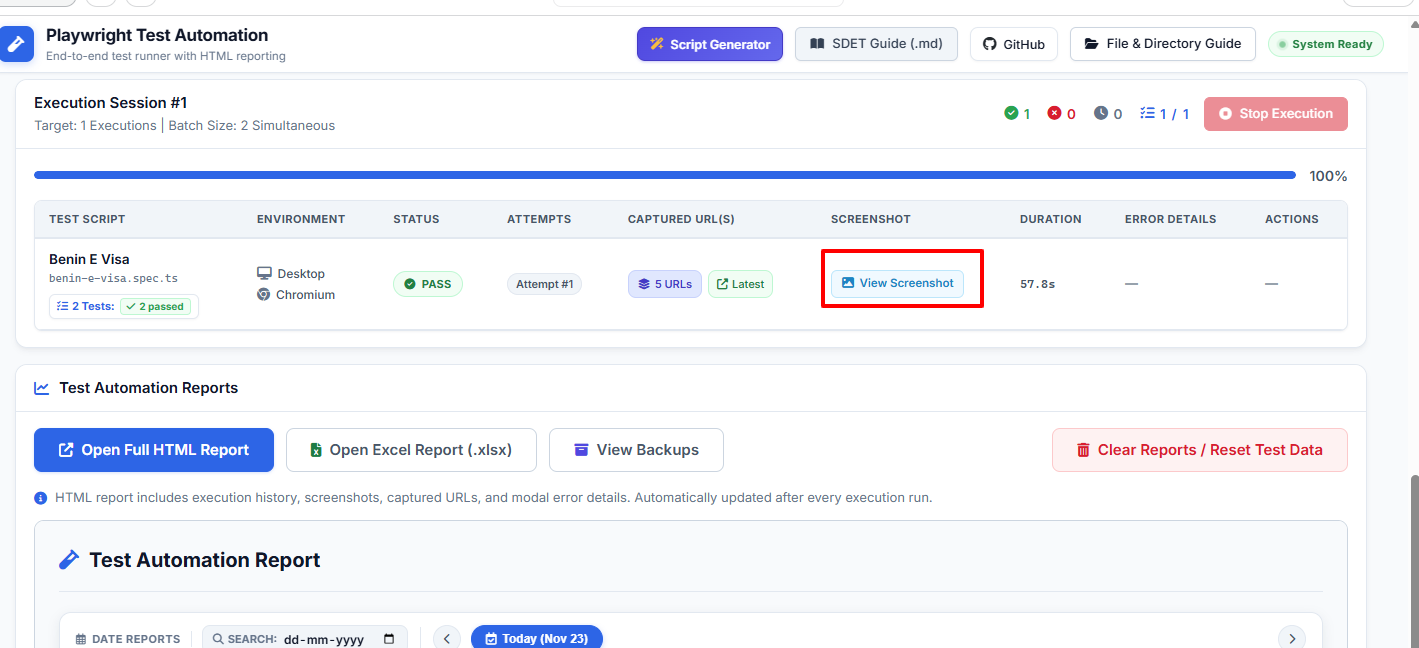 Playwright Test Automation
End-to-end test runner with HTML reporting
Script Generator
SDET Guide (.md)
GitHub
File & Directory Guide
System Ready
Execution Session #1
Target: 1 Executions | Batch Size: 2 Simultaneous
1
0
0
1 / 1
Stop Execution
100%
TEST SCRIPT
ENVIRONMENT
STATUS
ATTEMPTS
CAPTURED URL(S)
SCREENSHOT
DURATION
ERROR DETAILS
ACTIONS
Benin E Visa
benin-e-visa.spec.ts
2 Tests:
2 passed
Desktop
Chromium
PASS
Attempt #1
5 URLs
Latest
View Screenshot
57.8s
—
—
Test Automation Reports
Open Full HTML Report
Open Excel Report (.xlsx)
View Backups
Clear Reports / Reset Test Data
HTML report includes execution history, screenshots, captured URLs, and modal error details. Automatically updated after every execution run.
Test Automation Report
DATE REPORTS
SEARCH:
dd-mm-yyyy
Today (Nov 23)